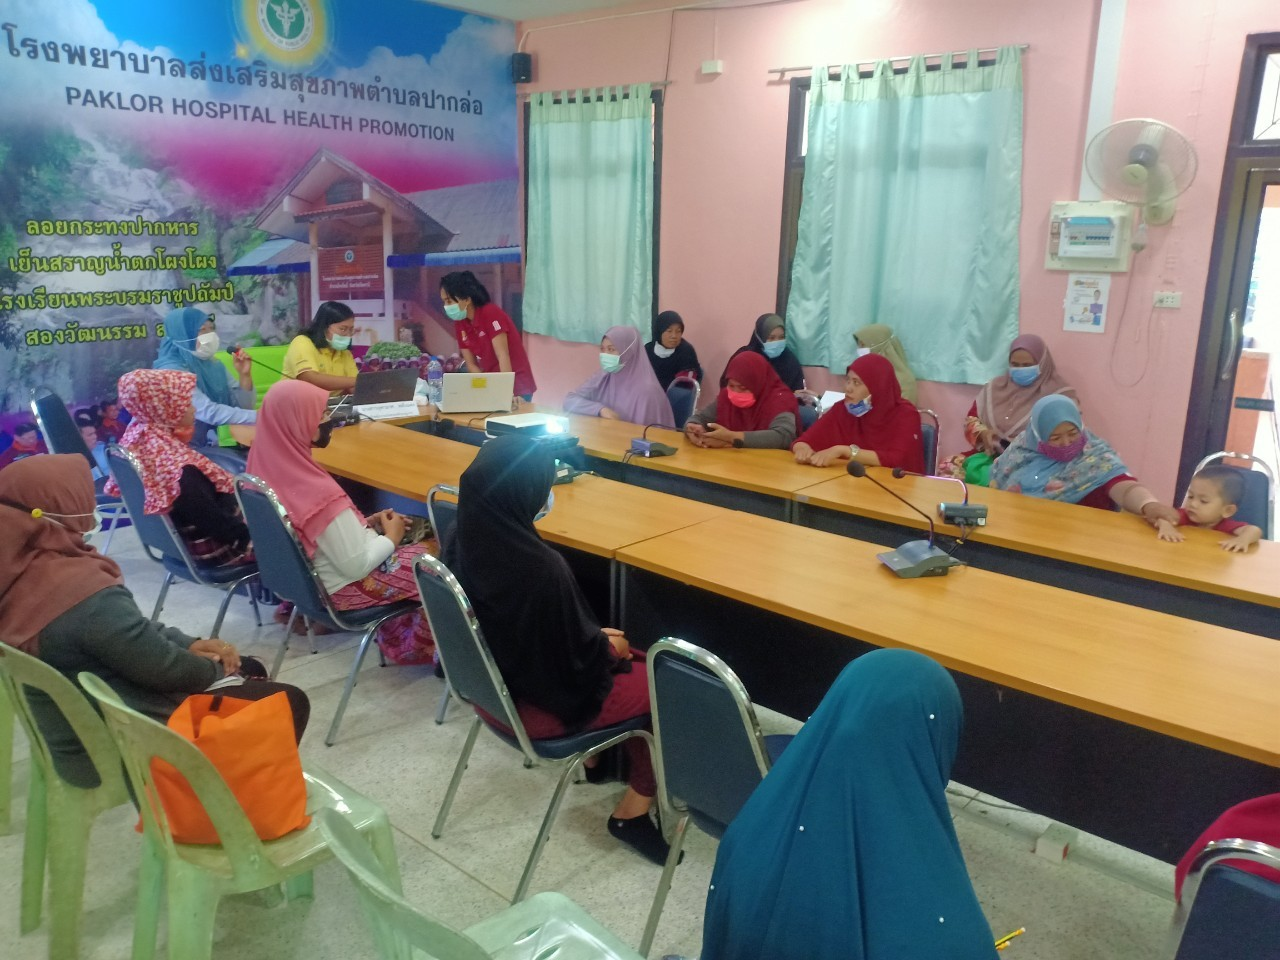 โรงพยาบาลส่งเสริมสุขภาพตำบลปากล่อ
PAKLOR HOSPITAL HEALTH PROMOTION
ลอยกระทงปากหาร
เย็นสราญน้ำตกโผงโผง
โรงเรียนพระบรมราชูปถัมป์
สองวัฒนธรรม